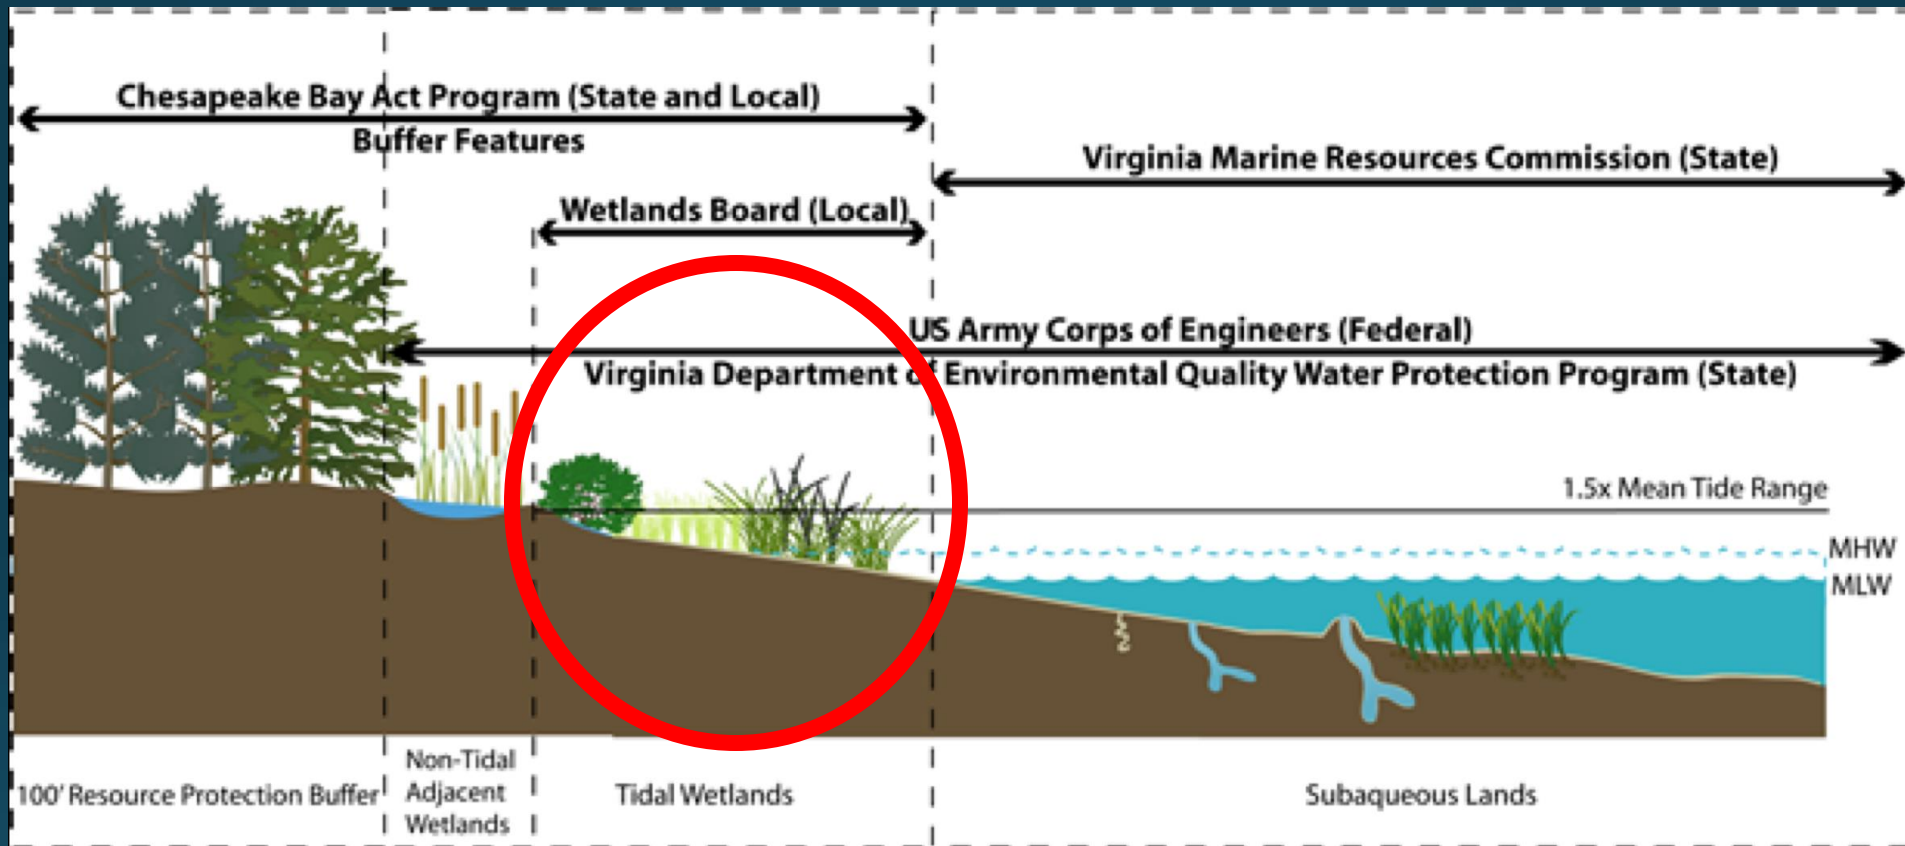 Chesapeake Bay Act Program (State and Local)
Buffer Features
Virginia Marine Resources Commission (State)
Wetlands Board (Local)
US Army Corps of Engineers (Federal)
Virginia Department of Environmental Quality Water Protection Program (State)
1.5x Mean Tide Range
MHW
MLW
100' Resource Protection Buffer
Non-Tidal
Adjacent
Wetlands
Tidal Wetlands
Subaqueous Lands